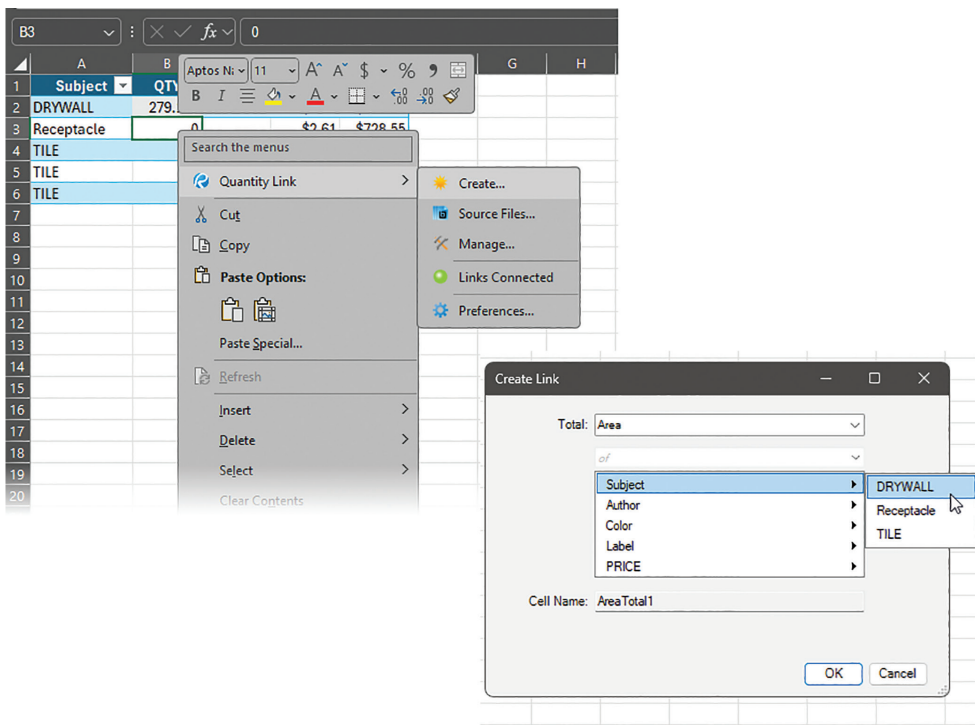 B3 fx 0
A B G H
Aptos Na 11 A A $ % 9
1 Subject QTY B I A
2 DRYWALL 279.
3 Receptacle 0 $2.61 $728.55
4 TILE
5 TILE
6 TILE
7
8
9
10
11
12
13
14
15
16
17
18
19
20
Search the menus
Quantity Link
Cut
Copy
Paste Options:
Paste Special...
Refresh
Insert
Delete
Select
Clear Contents
Create...
Source Files...
Manage...
Links Connected
Preferences...
Create Link
Total: Area
of
Subject
Author
Color
Label
PRICE
DRYWALL
Receptacle
TILE
Cell Name: AreaTotal1
OK Cancel